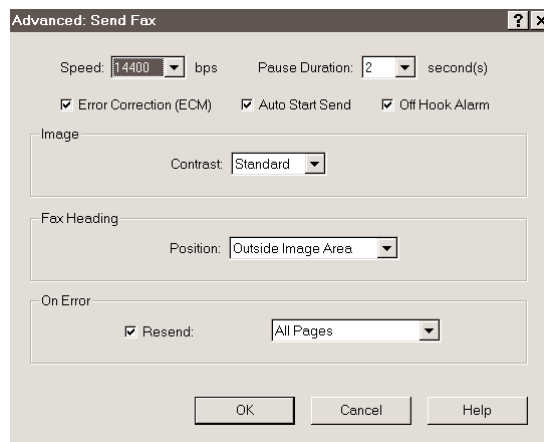 Advanced: Send Fax
Speed: 14400 bps Pause Duration: 2 second(s)
Error Correction (ECM) Auto Start Send Off Hook Alarm
Image
Contrast: Standard
Fax Heading
Position: Outside Image Area
On Error
Resend: All Pages
OK Cancel Help